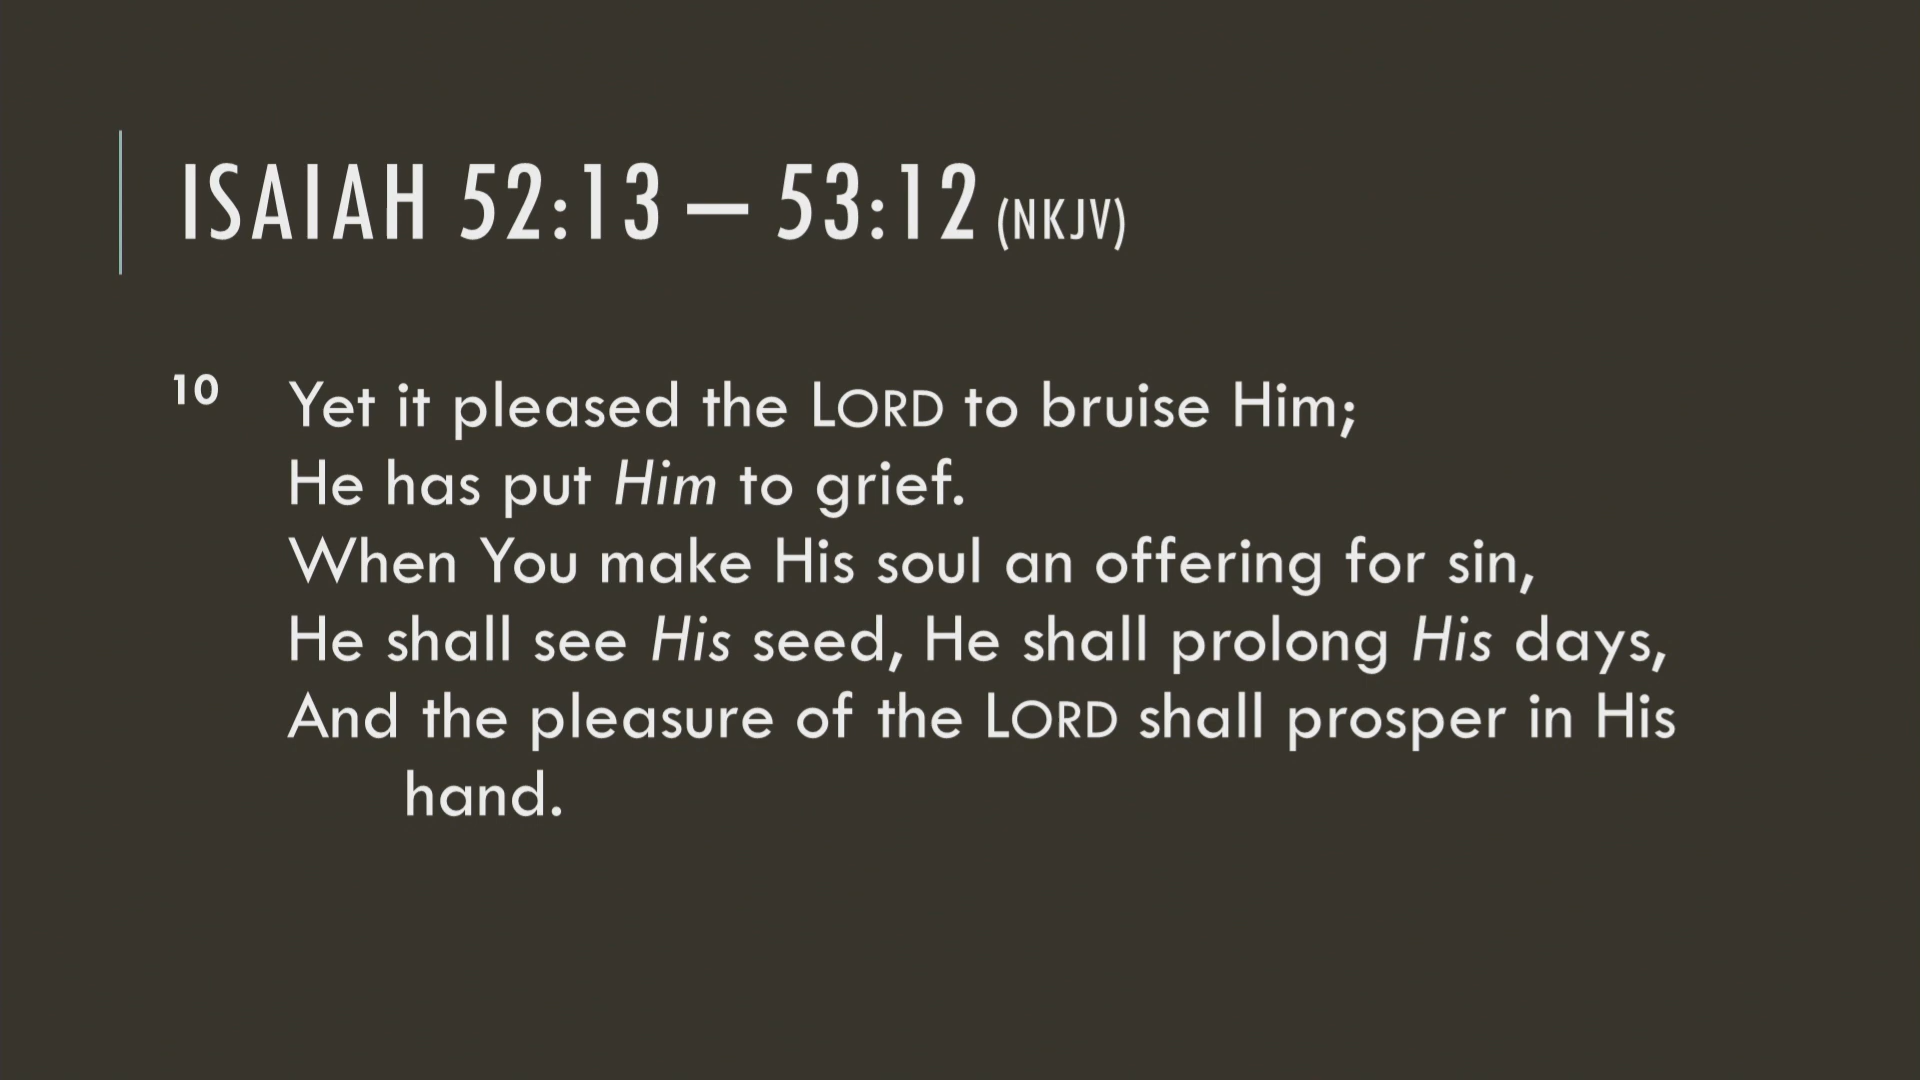 ISAIAH 52:13 – 53:12 (NKJV)
10 Yet it pleased the LORD to bruise Him;
He has put Him to grief.
When You make His soul an offering for sin,
He shall see His seed, He shall prolong His days,
And the pleasure of the LORD shall prosper in His
hand.